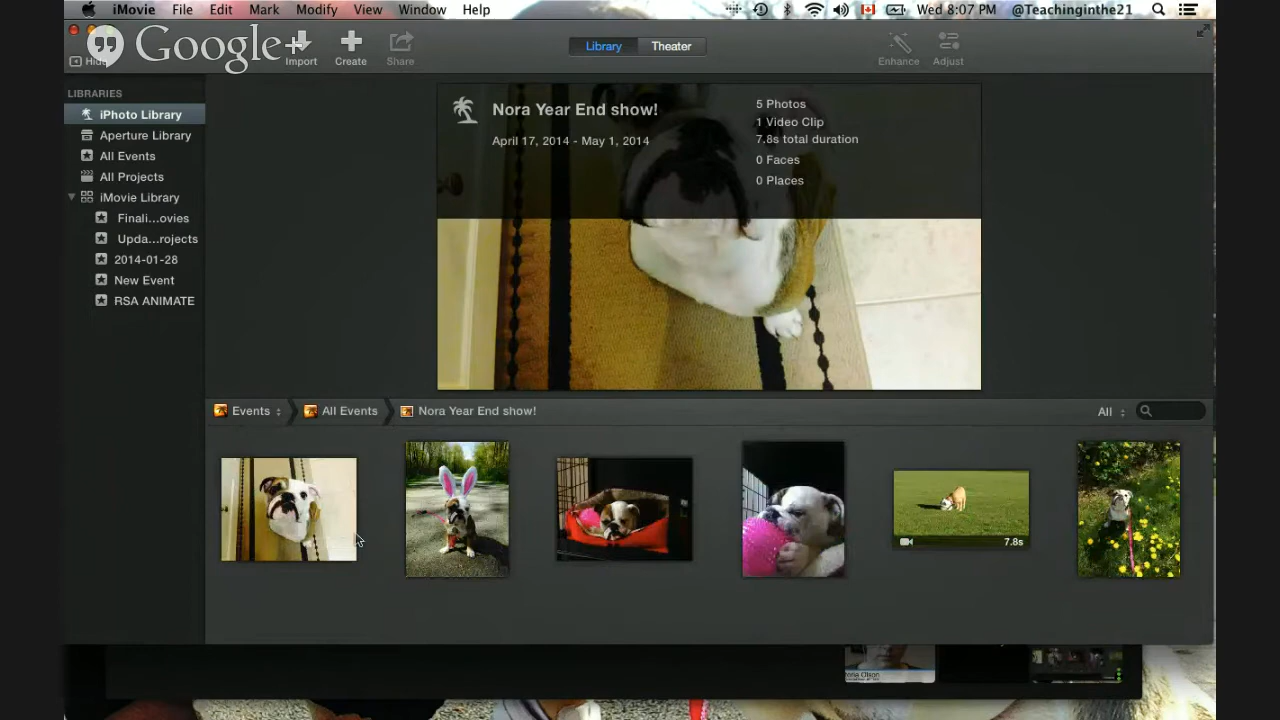 iMovie File Edit Mark Modify View Window Help Wed 8:07 PM @Teachinginthe21
Google+
Import Create Share Library Theater Enhance Adjust
LIBRARIES
iPhoto Library
Aperture Library
All Events
All Projects
iMovie Library
Finali...ovies
Upda...rojects
2014-01-28
New Event
RSA ANIMATE
Nora Year End show!
April 17, 2014 - May 1, 2014
5 Photos
1 Video Clip
7.8s total duration
0 Faces
0 Places
Events All Events Nora Year End show! All
7.8s
Olson